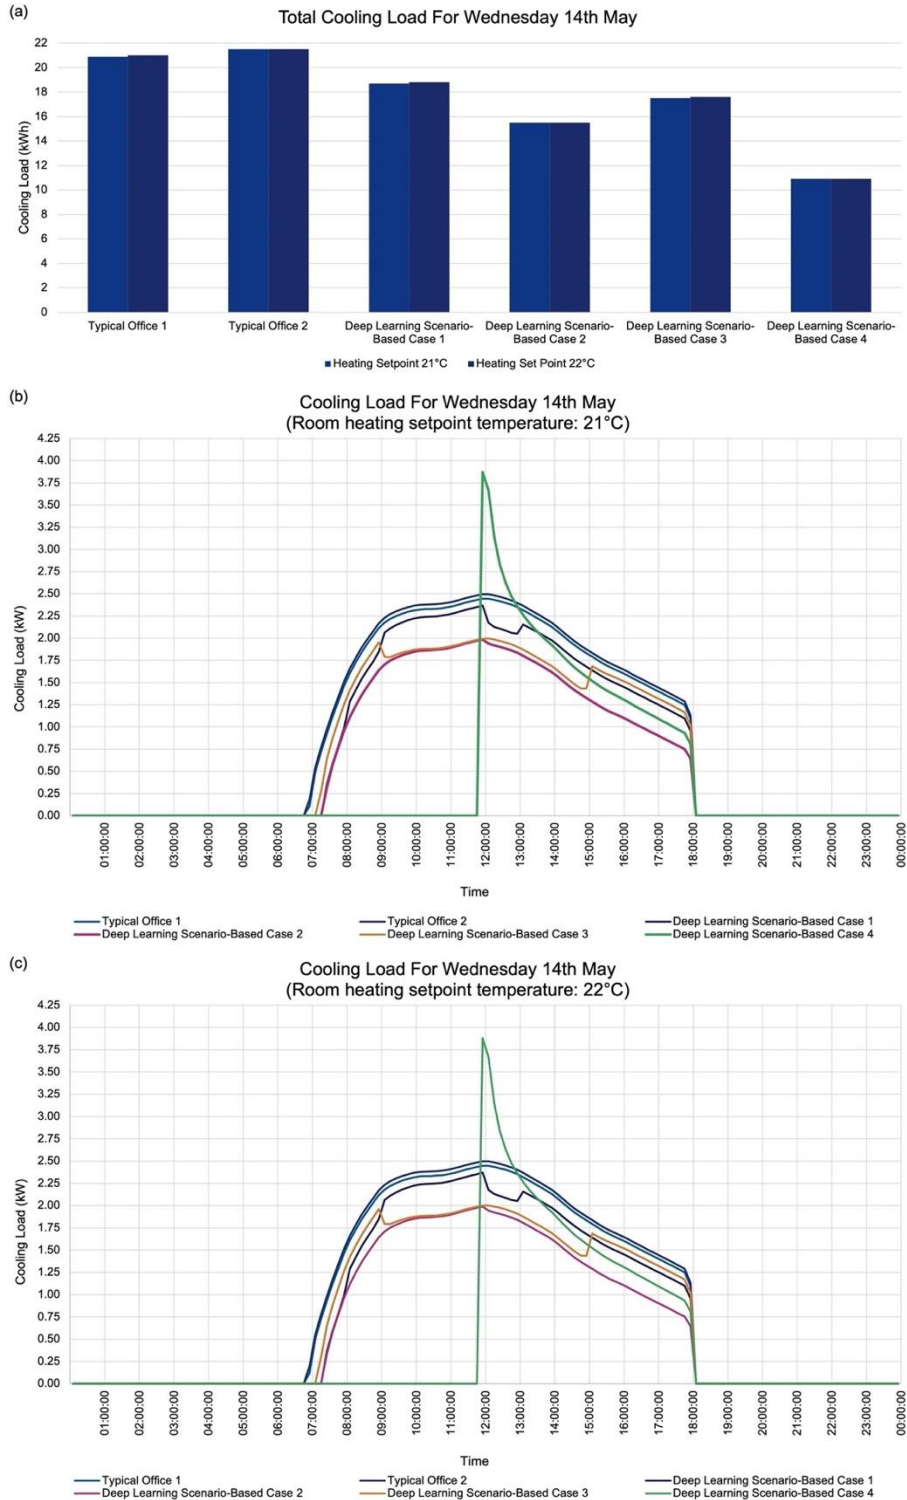 (a)
Total Cooling Load For Wednesday 14th May
22
20
18
16
14
12
10
8
6
4
2
0
Cooling Load (kWh)
Typical Office 1
Typical Office 2
Deep Learning Scenario-
Based Case 1
Deep Learning Scenario-
Based Case 2
Deep Learning Scenario-
Based Case 3
Deep Learning Scenario-
Based Case 4
Heating Setpoint 21°C
Heating Set Point 22°C
(b)
Cooling Load For Wednesday 14th May
(Room heating setpoint temperature: 21°C)
4.25
4.00
3.75
3.50
3.25
3.00
2.75
2.50
2.25
2.00
1.75
1.50
1.25
1.00
0.75
0.50
0.25
0.00
Cooling Load (kW)
01:00:00
02:00:00
03:00:00
04:00:00
05:00:00
06:00:00
07:00:00
08:00:00
09:00:00
10:00:00
11:00:00
12:00:00
13:00:00
14:00:00
15:00:00
16:00:00
17:00:00
18:00:00
19:00:00
20:00:00
21:00:00
22:00:00
23:00:00
00:00:00
Time
Typical Office 1
Typical Office 2
Deep Learning Scenario-Based Case 1
Deep Learning Scenario-Based Case 2
Deep Learning Scenario-Based Case 3
Deep Learning Scenario-Based Case 4
(c)
Cooling Load For Wednesday 14th May
(Room heating setpoint temperature: 22°C)
4.25
4.00
3.75
3.50
3.25
3.00
2.75
2.50
2.25
2.00
1.75
1.50
1.25
1.00
0.75
0.50
0.25
0.00
Cooling Load (kW)
01:00:00
02:00:00
03:00:00
04:00:00
05:00:00
06:00:00
07:00:00
08:00:00
09:00:00
10:00:00
11:00:00
12:00:00
13:00:00
14:00:00
15:00:00
16:00:00
17:00:00
18:00:00
19:00:00
20:00:00
21:00:00
22:00:00
23:00:00
00:00:00
Time
Typical Office 1
Typical Office 2
Deep Learning Scenario-Based Case 1
Deep Learning Scenario-Based Case 2
Deep Learning Scenario-Based Case 3
Deep Learning Scenario-Based Case 4